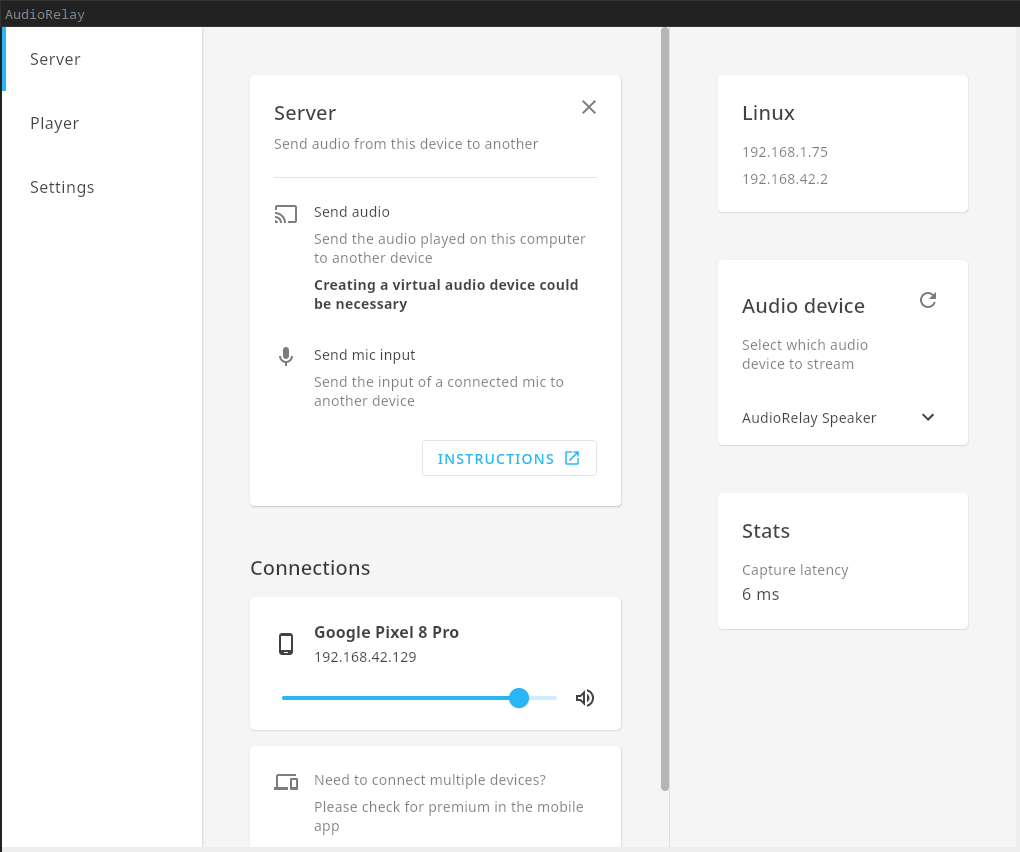 AudioRelay
Server
Player
Settings
Server
Send audio from this device to another
Send audio
Send the audio played on this computer
to another device
Creating a virtual audio device could
be necessary
Send mic input
Send the input of a connected mic to
another device
INSTRUCTIONS
Connections
Google Pixel 8 Pro
192.168.42.129
Need to connect multiple devices?
Please check for premium in the mobile
app
Linux
192.168.1.75
192.168.42.2
Audio device
Select which audio
device to stream
AudioRelay Speaker
Stats
Capture latency
6 ms